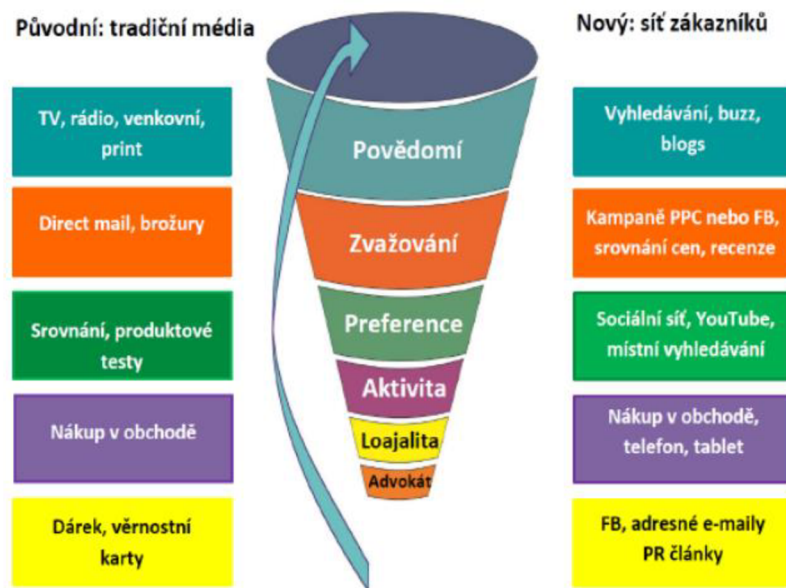 Původní: tradiční média
TV, rádio, venkovní,
print
Direct mail, brožury
Srovnání, produktové
testy
Nákup v obchodě
Dárek, věrnostní
karty
Povědomí
Zvažování
Preference
Aktivita
Loajalita
Advokát
Nový: síť zákazníků
Vyhledávání, buzz,
blogs
Kampaně PPC nebo FB,
srovnání cen, recenze
Sociální síť, YouTube,
místní vyhledávání
Nákup v obchodě,
telefon, tablet
FB, adresné e-maily
PR články